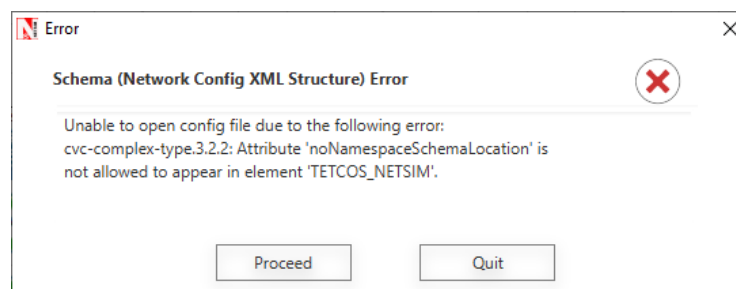 Error
Schema (Network Config XML Structure) Error
Unable to open config file due to the following error:
cvc-complex-type.3.2.2: Attribute 'noNamespaceSchemaLocation' is
not allowed to appear in element 'TETCOS_NETSIM'.
Proceed Quit